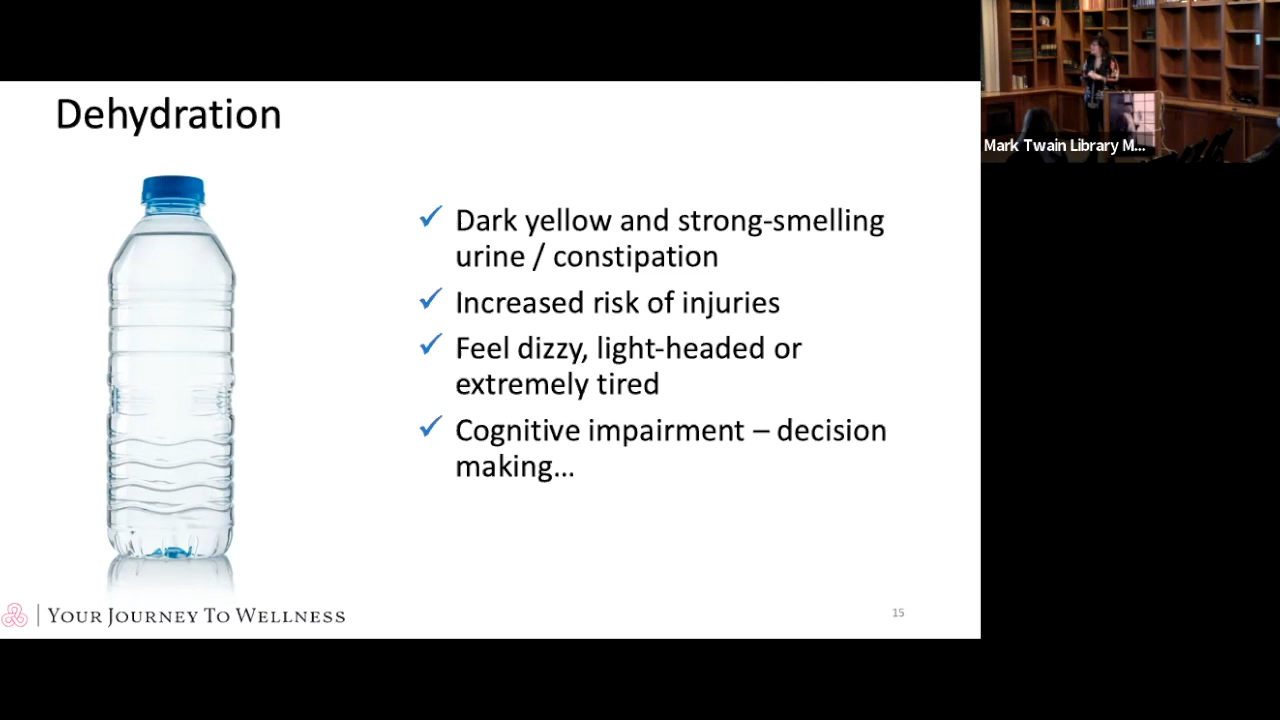 Dehydration
Dark yellow and strong-smelling
urine / constipation
Increased risk of injuries
Feel dizzy, light-headed or
extremely tired
Cognitive impairment – decision
making…
YOUR JOURNEY TO WELLNESS
15
Mark Twain Library M...